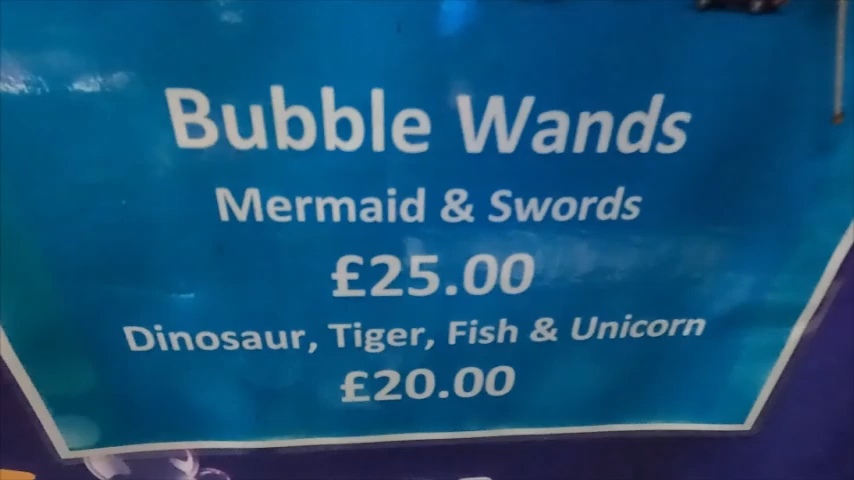 Bubble Wands
Mermaid & Swords
£25.00
Dinosaur, Tiger, Fish & Unicorn
£20.00